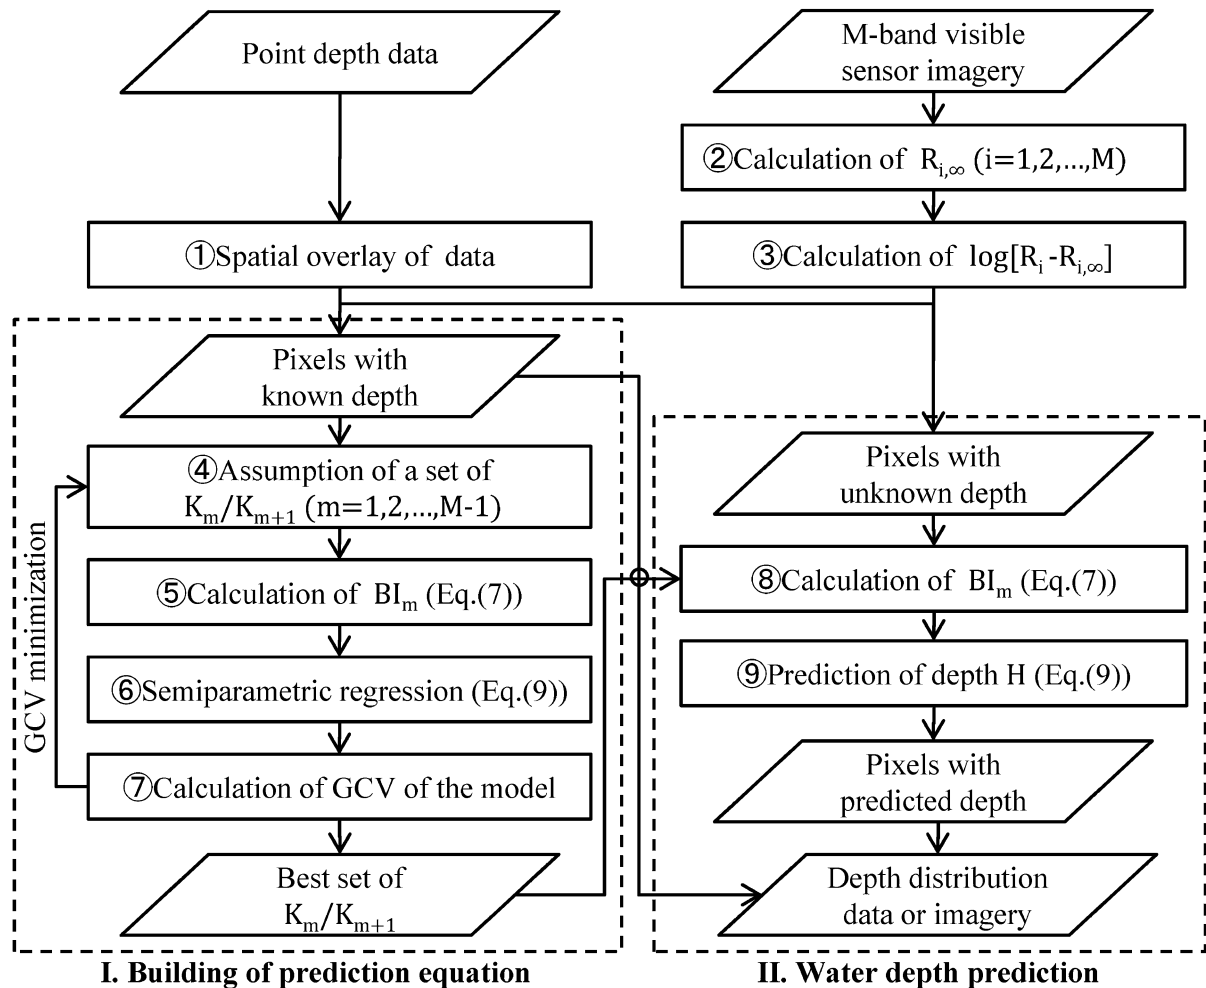 Point depth data
M-band visible
sensor imagery
②Calculation of R_{i,∞} (i=1,2,...,M)
①Spatial overlay of data
③Calculation of log[R_i -R_{i,∞}]
Pixels with
known depth
④Assumption of a set of
K_m/K_{m+1} (m=1,2,...,M-1)
⑤Calculation of BI_m (Eq.(7))
⑥Semiparametric regression (Eq.(9))
⑦Calculation of GCV of the model
GCV minimization
Best set of
K_m/K_{m+1}
I. Building of prediction equation
Pixels with
unknown depth
⑧Calculation of BI_m (Eq.(7))
⑨Prediction of depth H (Eq.(9))
Pixels with
predicted depth
Depth distribution
data or imagery
II. Water depth prediction